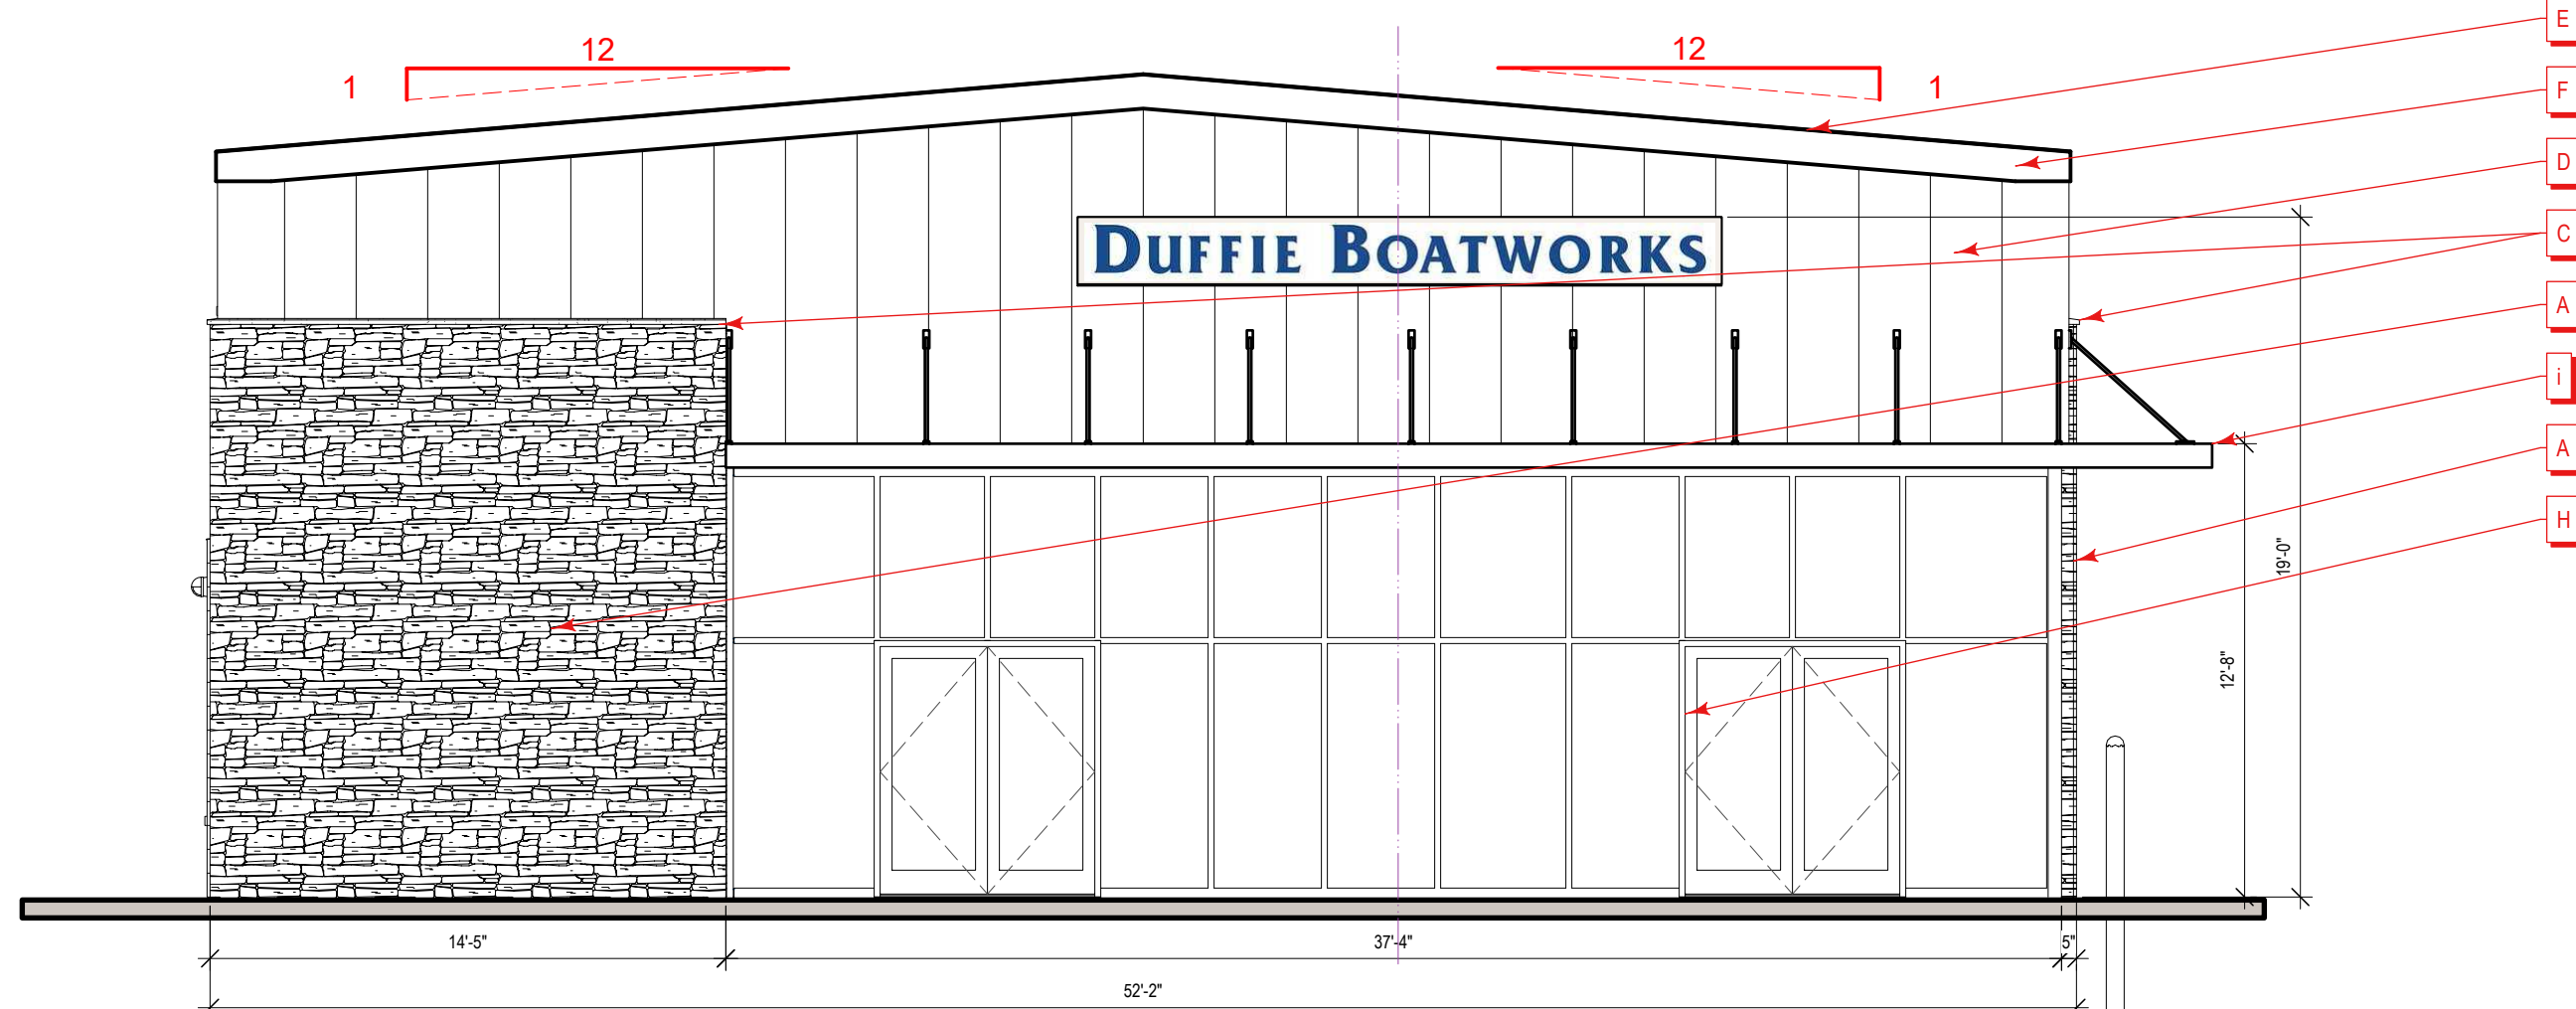 E
12
12
1
1
F
D
DUFFIE BOATWORKS
C
A
i
A
H
19'-0"
12'-8"
14'-5"
37'-4"
5"
52'-2"